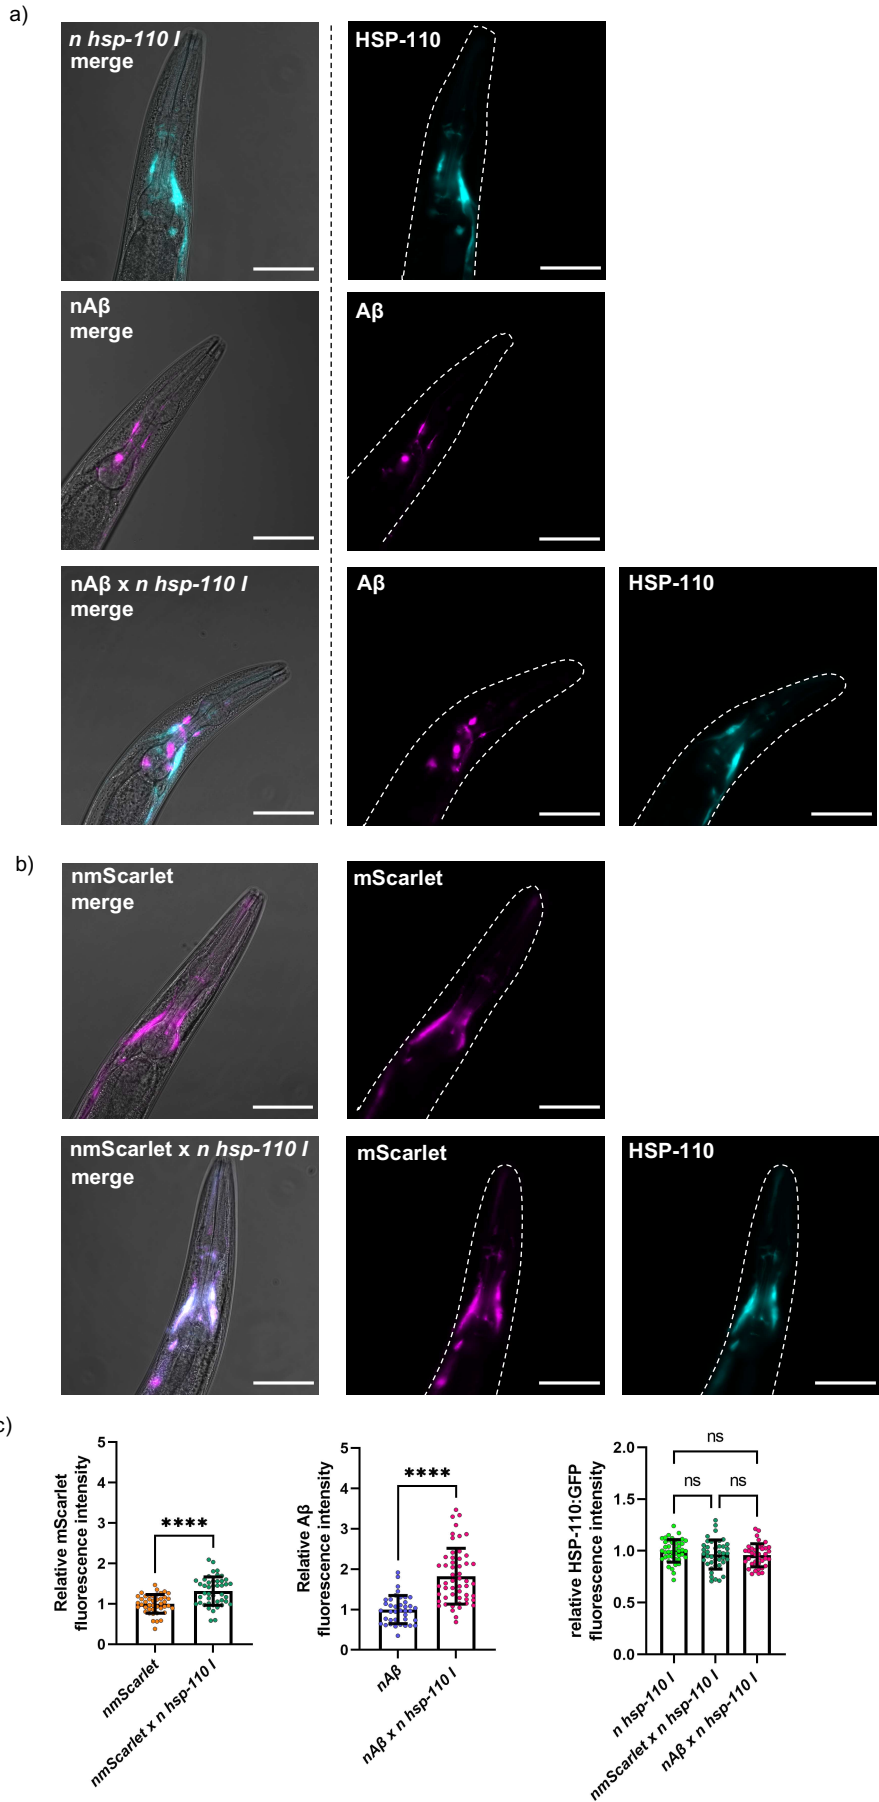 a)
n hsp-110 I
merge
HSP-110
nAβ
merge
Aβ
nAβ x n hsp-110 I
merge
Aβ
HSP-110
b)
nmScarlet
merge
mScarlet
nmScarlet x n hsp-110 I
merge
mScarlet
HSP-110
c)
Relative mScarlet
fluorescence intensity
5
4
3
2
1
0
****
nmScarlet
nmScarlet x n hsp-110 I
Relative Aβ
fluorescence intensity
5
4
3
2
1
0
****
nAβ
nAβ x n hsp-110 I
relative HSP-110:GFP
fluorescence intensity
2.0
1.5
1.0
0.5
0.0
ns
ns
ns
n hsp-110 I
nmScarlet x n hsp-110 I
nAβ x n hsp-110 I